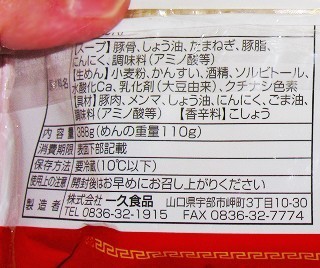 【スープ】豚骨、しょう油、たまねぎ、豚脂、
にんにく、調味料(アミノ酸等)
【生めん】小麦粉、かんすい、酒精、ソルビトール、
水酸化Ca、乳化剤(大豆由来)、クチナシ色素
【具材】豚肉、メンマ、しょう油、にんにく、ごま油、
調味料(アミノ酸等) 【香辛料】こしょう
内容量 388g(めんの重量110g)
消費期限 表面下部記載
保存方法 要冷蔵(10℃以下)
使用上の注意 開封後はお早めにお召し上がりください
製造者 株式会社 一久食品 山口県宇部市岬町3丁目10-30
TEL 0836-32-1915 FAX 0836-32-7774